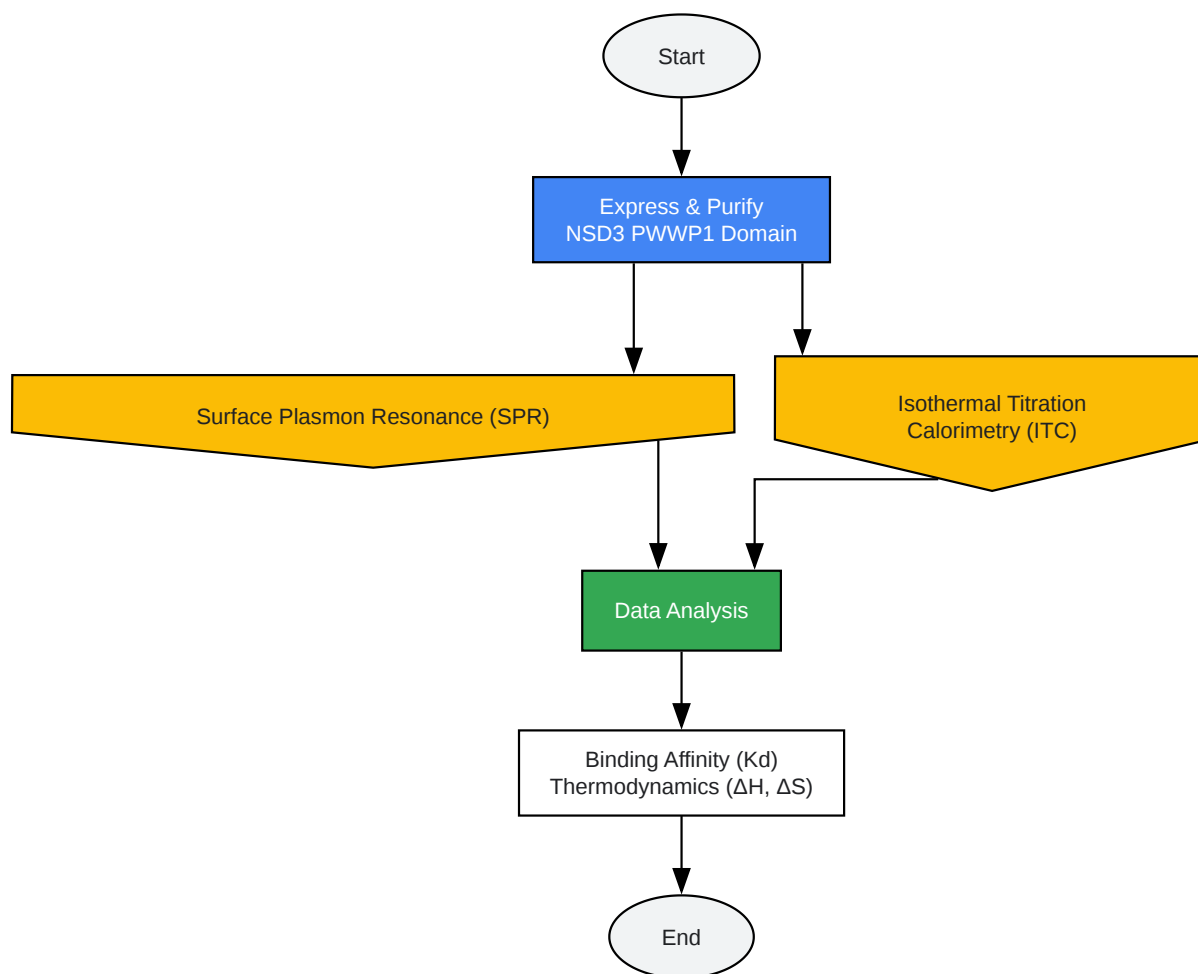 Start
Express & Purify
NSD3 PWWP1 Domain
Surface Plasmon Resonance (SPR)
Isothermal Titration
Calorimetry (ITC)
Data Analysis
Binding Affinity (Kd)
Thermodynamics (ΔH, ΔS)
End